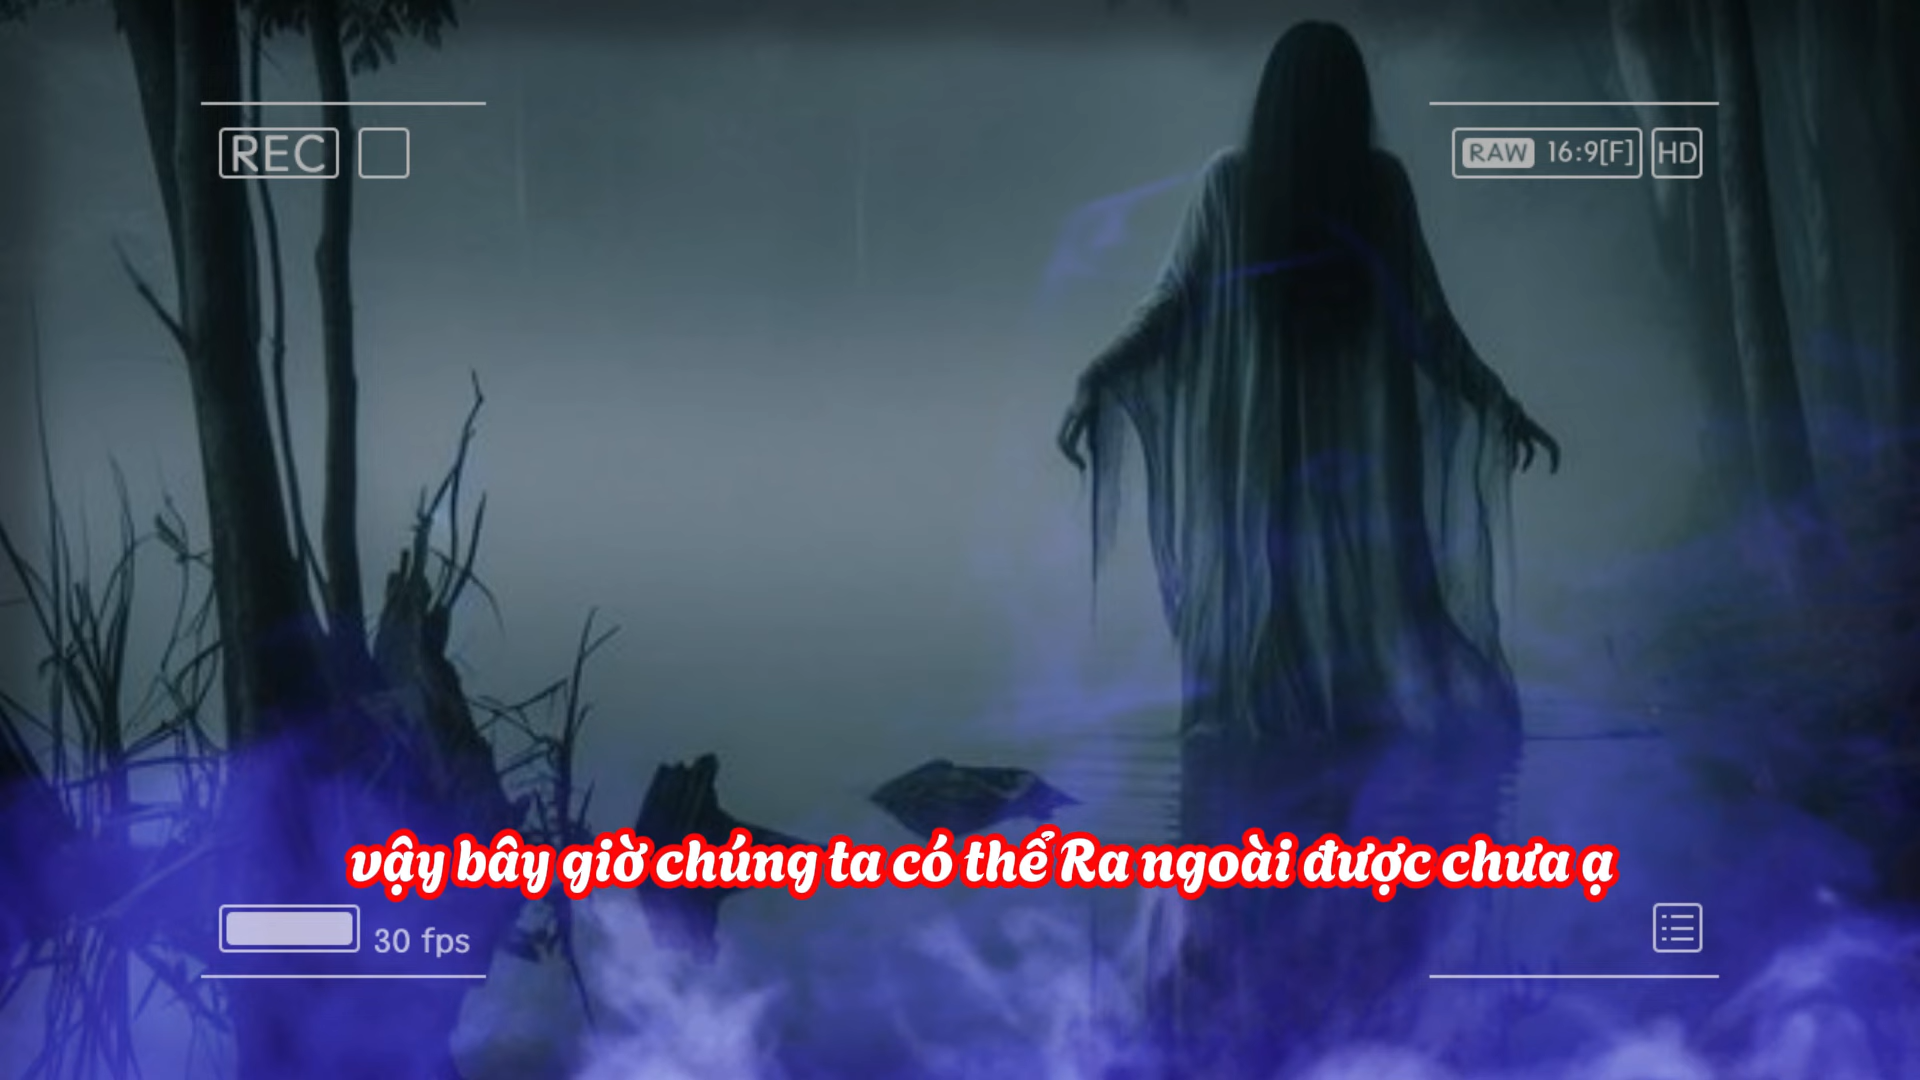 REC
RAW 16:9[F] HD
vậy bây giờ chúng ta có thể Ra ngoài được chưa ạ
30 fps